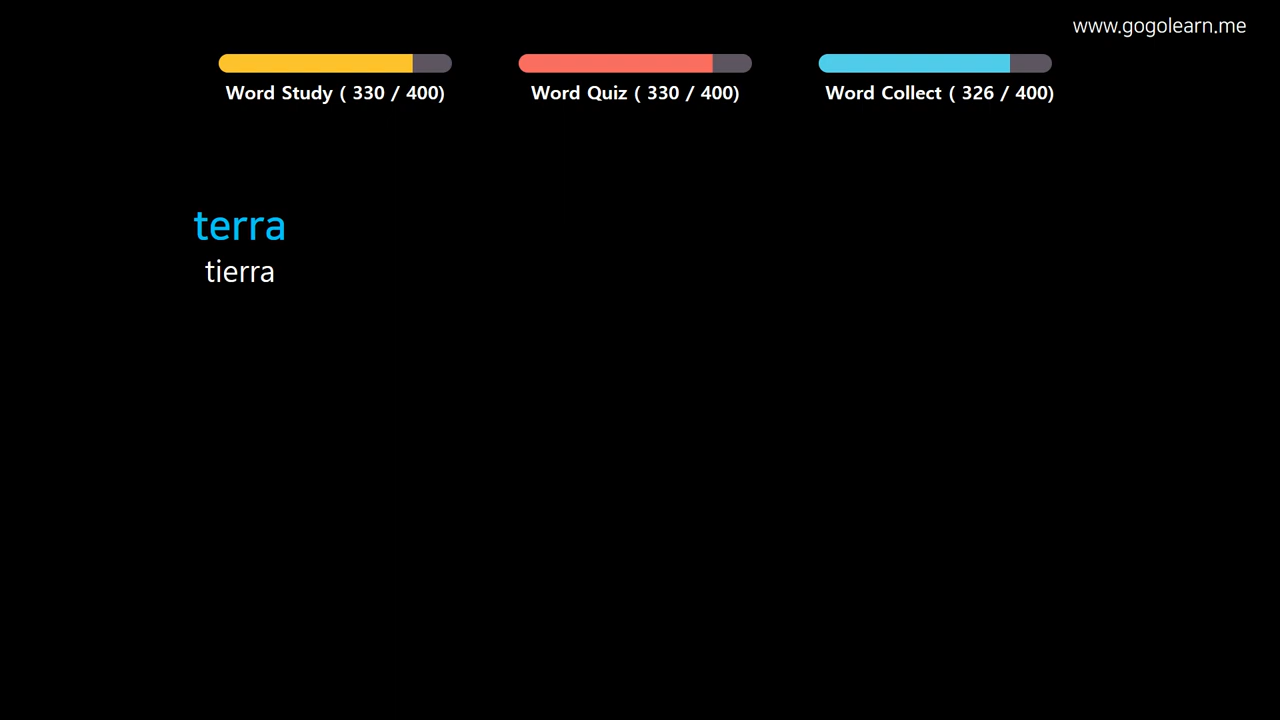 www.gogolearn.me
Word Study ( 330 / 400)
Word Quiz ( 330 / 400)
Word Collect ( 326 / 400)
terra
tierra